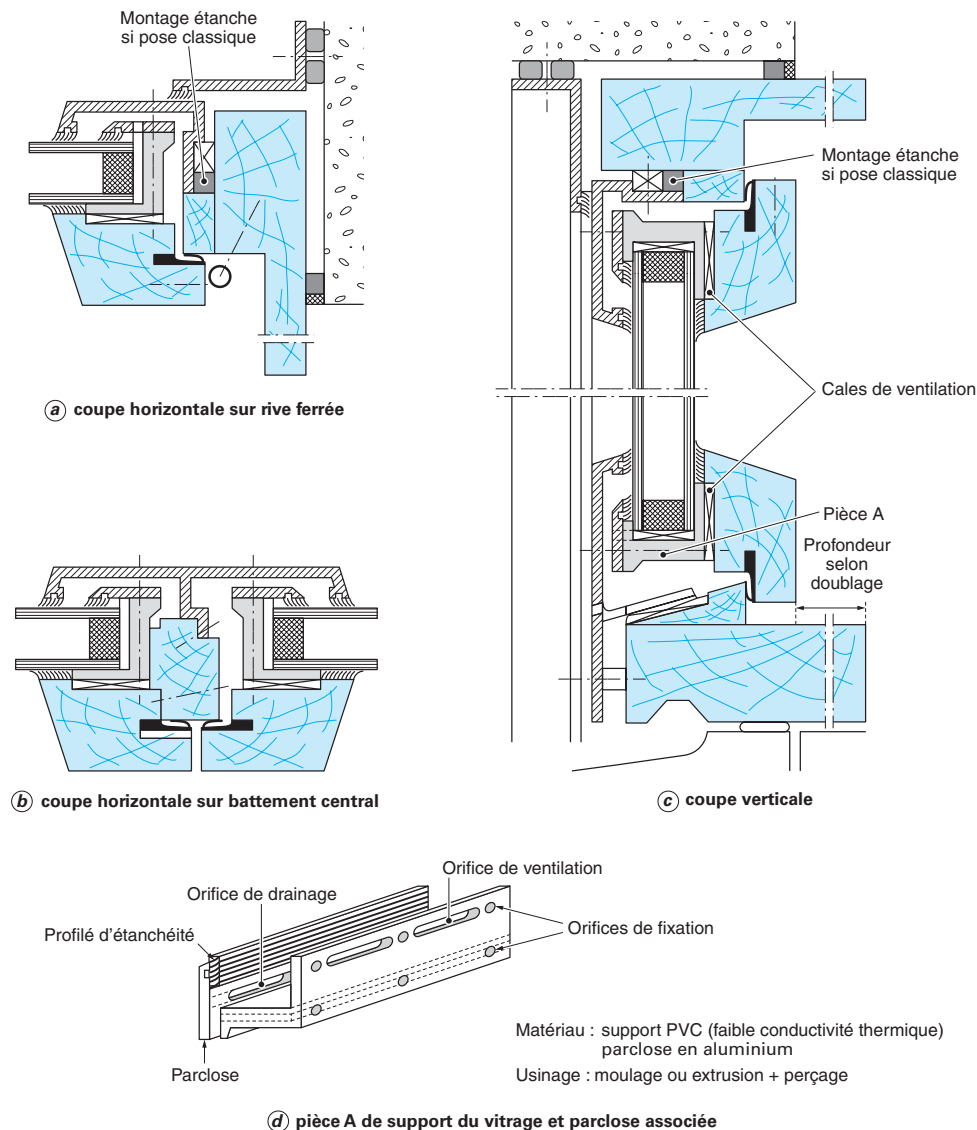 Montage étanche
si pose classique
ⓐ coupe horizontale sur rive ferrée
Montage étanche
si pose classique
Cales de ventilation
Pièce A
Profondeur
selon
doublage
ⓑ coupe horizontale sur battement central
ⓒ coupe verticale
Orifice de ventilation
Orifice de drainage
Profilé d'étanchéité
Orifices de fixation
Parclose
Matériau : support PVC (faible conductivité thermique)
parclose en aluminium
Usinage : moulage ou extrusion + perçage
ⓓ pièce A de support du vitrage et parclose associée